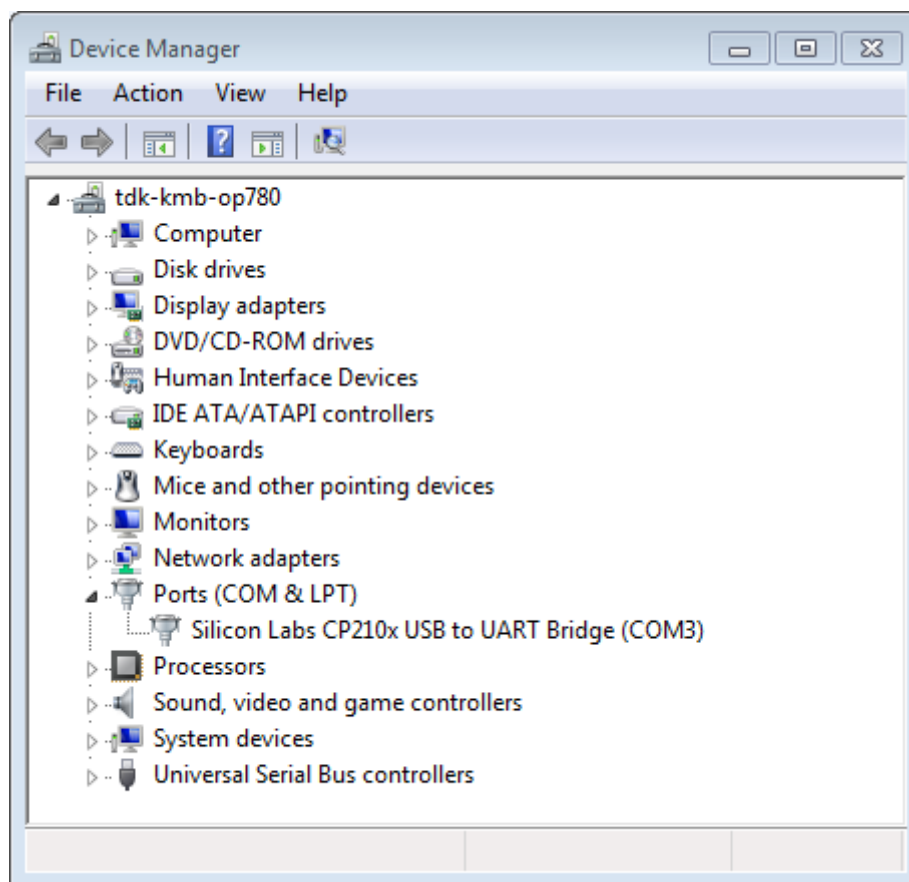 Device Manager
File Action View Help
?
tdk-kmb-op780
Computer
Disk drives
Display adapters
DVD/CD-ROM drives
Human Interface Devices
IDE ATA/ATAPI controllers
Keyboards
Mice and other pointing devices
Monitors
Network adapters
Ports (COM & LPT)
Silicon Labs CP210x USB to UART Bridge (COM3)
Processors
Sound, video and game controllers
System devices
Universal Serial Bus controllers